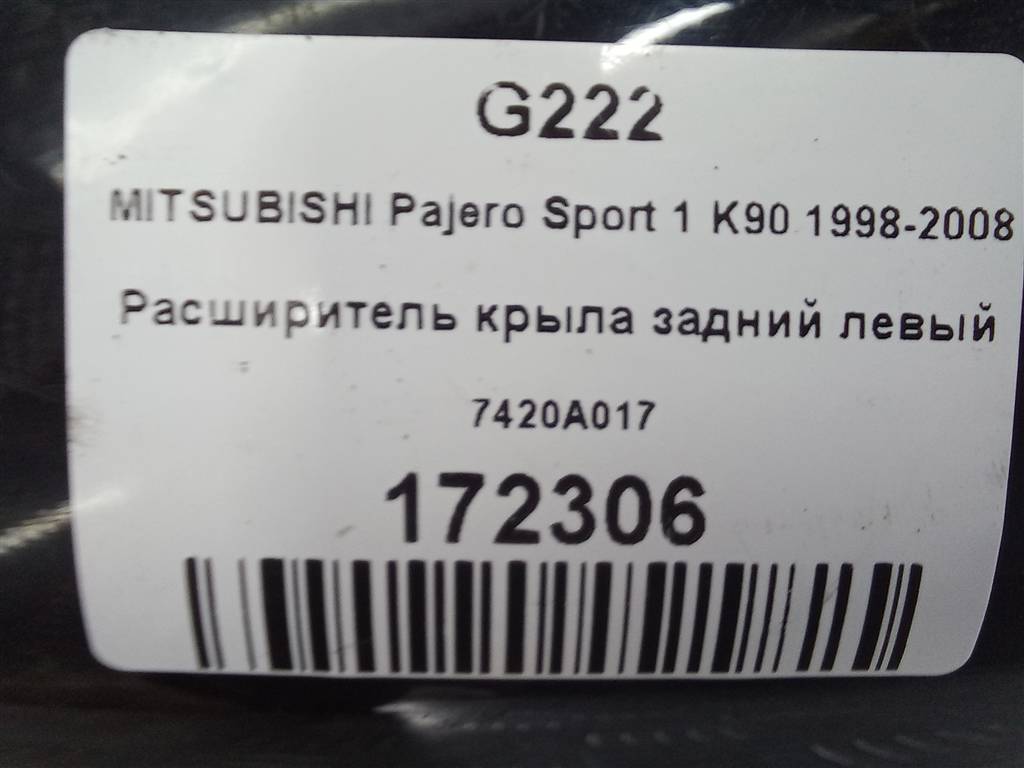 G222
MITSUBISHI Pajero Sport 1 K90 1998-2008
Расширитель крыла задний левый
7420A017
172306